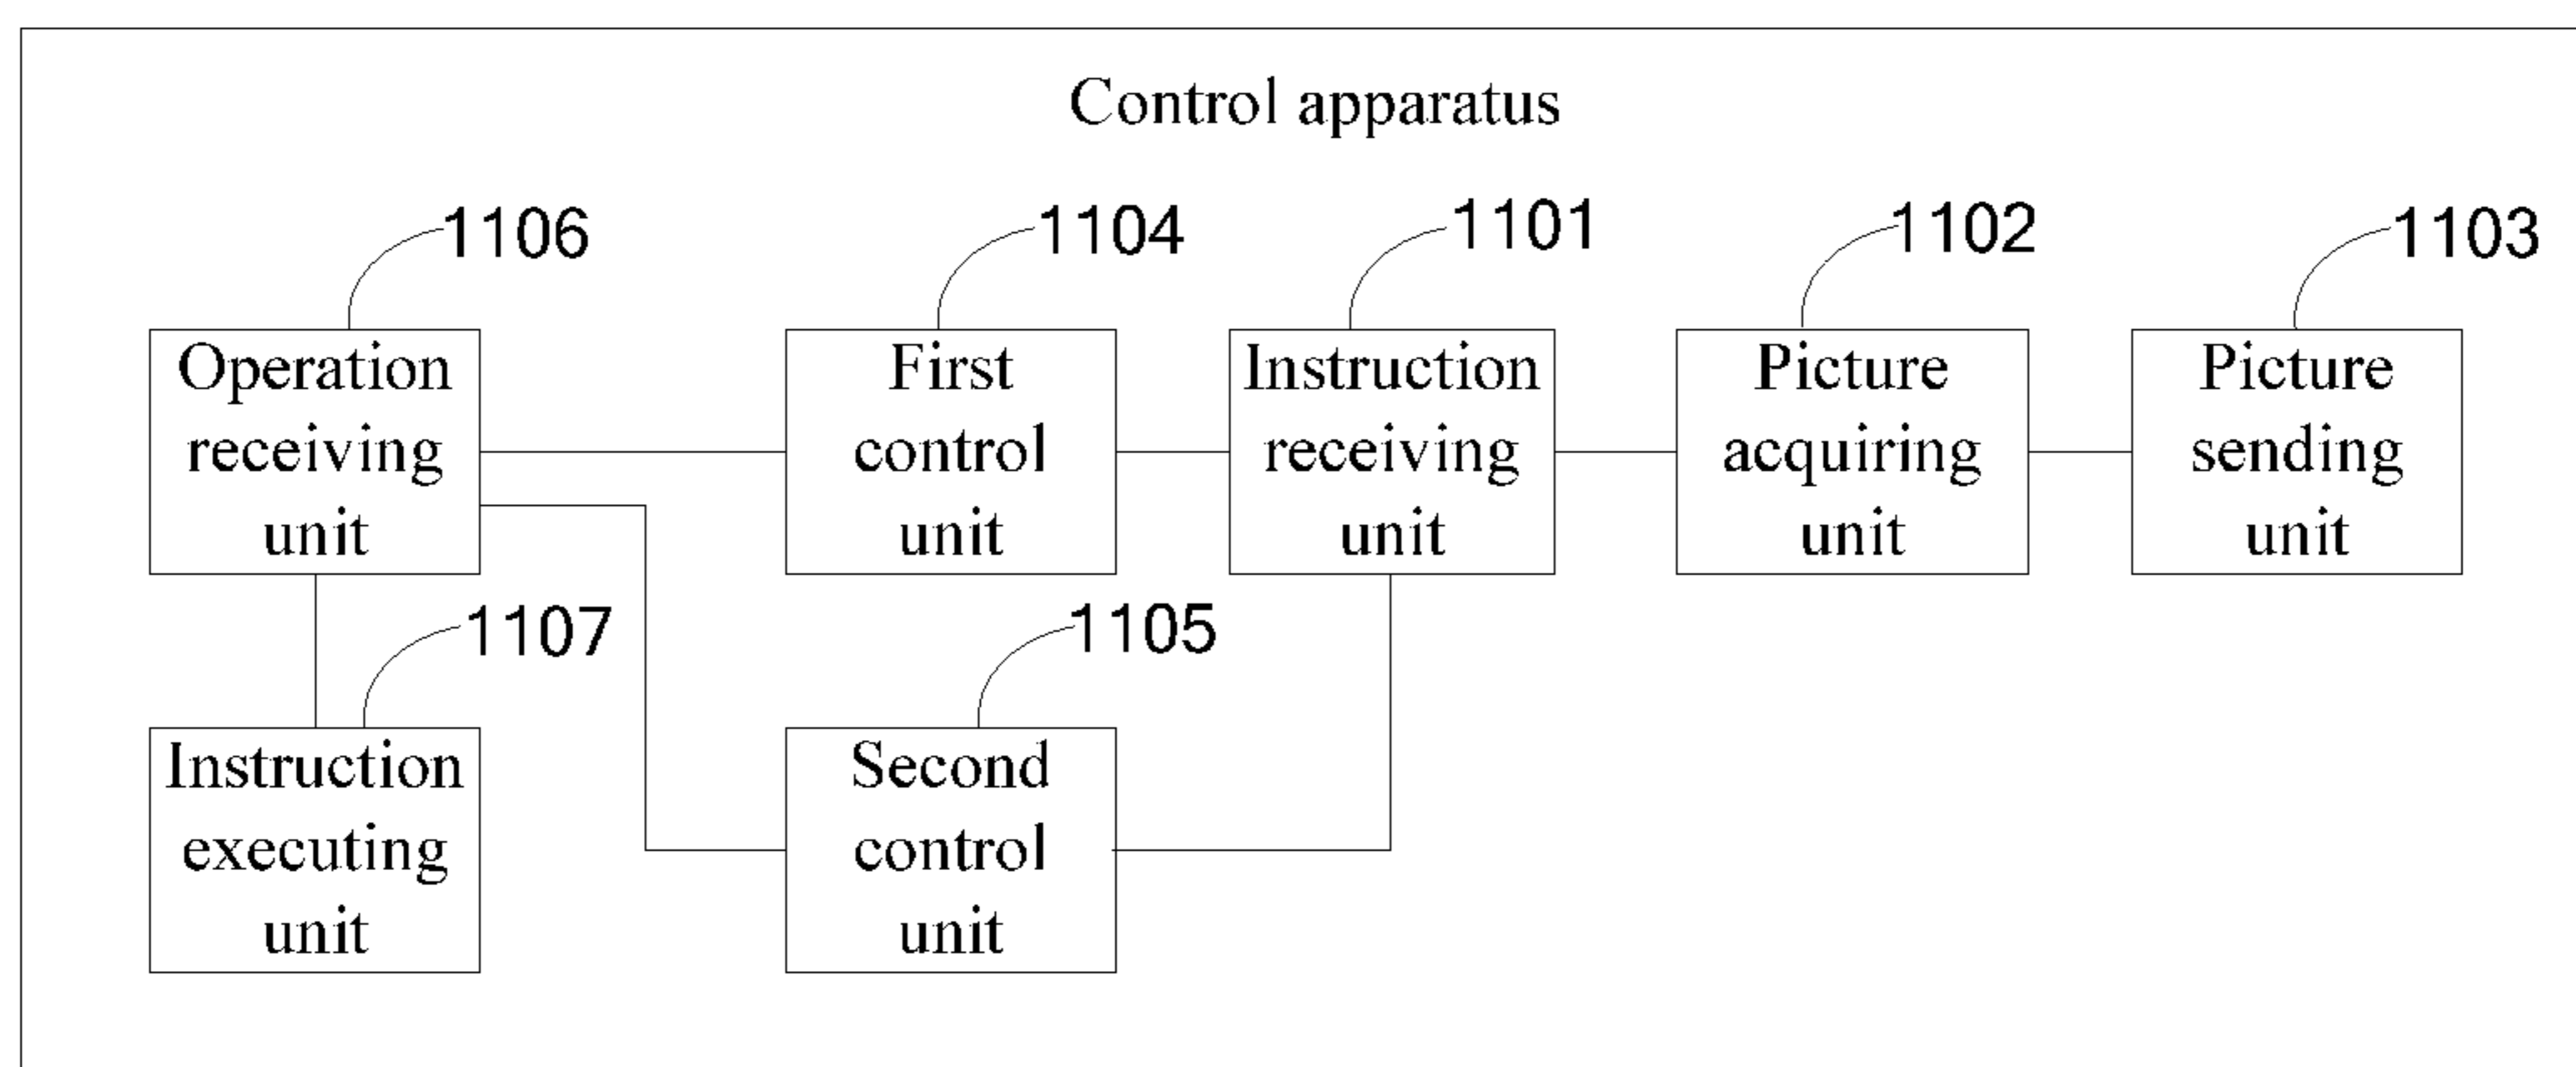 Control apparatus
1106
1104
1101
1102
1103
Operation
receiving
unit
First
control
unit
Instruction
receiving
unit
Picture
acquiring
unit
Picture
sending
unit
1107
1105
Instruction
executing
unit
Second
control
unit